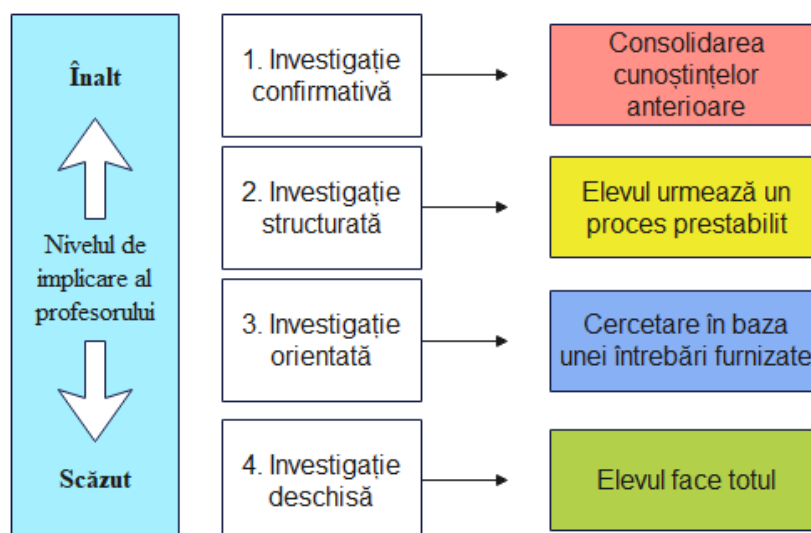 Înalt
Nivelul de
implicare al
profesorului
Scăzut
1. Investigație
confirmativă
Consolidarea
cunoștințelor
anterioare
2. Investigație
structurată
Elevul urmează un
proces prestabilit
3. Investigație
orientată
Cercetare în baza
unei întrebări furnizate
4. Investigație
deschisă
Elevul face totul